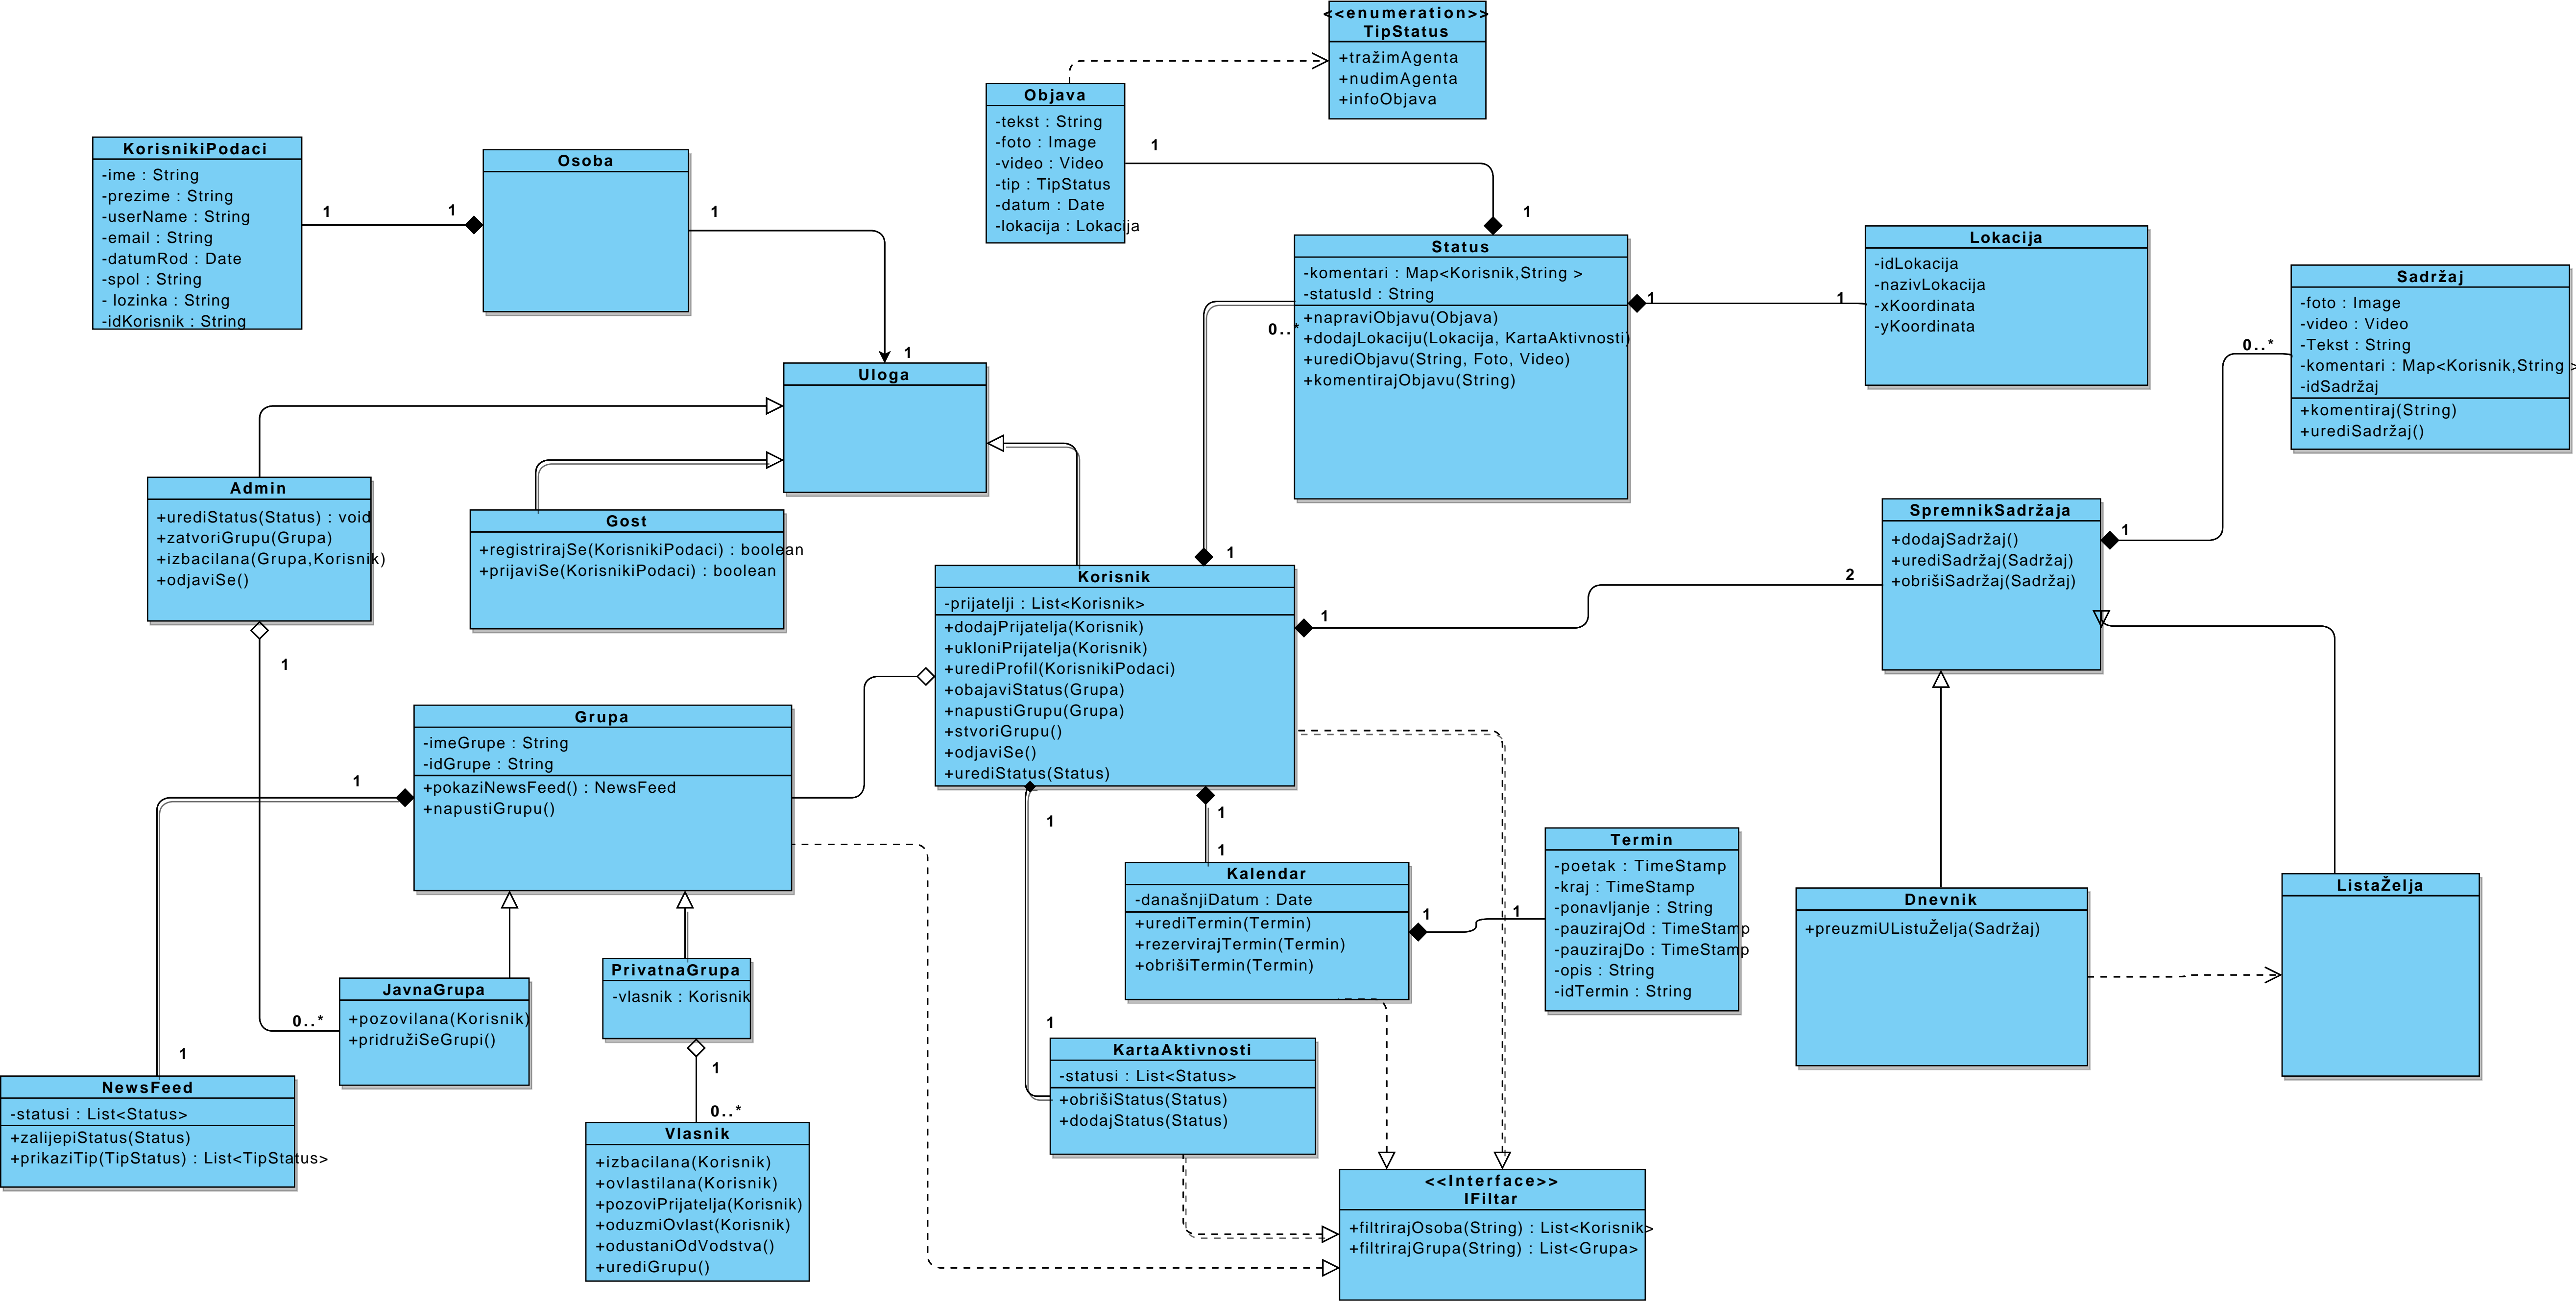 <<enumeration>>
TipStatus
+tražimAgenta
+nudimAgenta
+infoObjava
Objava
-tekst : String
-foto : Image
-video : Video
-tip : TipStatus
-datum : Date
-lokacija : Lokacija
1
1
KorisnikiPodaci
-ime : String
-prezime : String
-userName : String
-email : String
-datumRod : Date
-spol : String
- lozinka : String
-idKorisnik : String
1
1
Osoba
1
1
Uloga
Status
-komentari : Map<Korisnik,String >
-statusId : String
+napraviObjavu(Objava)
+dodajLokaciju(Lokacija, KartaAktivnosti)
+urediObjavu(String, Foto, Video)
+komentirajObjavu(String)
0..*
1
1
1
Lokacija
-idLokacija
-nazivLokacija
-xKoordinata
-yKoordinata
Sadržaj
-foto : Image
-video : Video
-Tekst : String
-komentari : Map<Korisnik,String >
-idSadržaj
+komentiraj(String)
+urediSadržaj()
0..*
1
SpremnikSadržaja
+dodajSadržaj()
+urediSadržaj(Sadržaj)
+obrišiSadržaj(Sadržaj)
2
1
Admin
+urediStatus(Status) : void
+zatvoriGrupu(Grupa)
+izbacilana(Grupa,Korisnik)
+odjaviSe()
1
0..*
Gost
+registrirajSe(KorisnikiPodaci) : boolean
+prijaviSe(KorisnikiPodaci) : boolean
Korisnik
-prijatelji : List<Korisnik>
+dodajPrijatelja(Korisnik)
+ukloniPrijatelja(Korisnik)
+urediProfil(KorisnikiPodaci)
+obajaviStatus(Grupa)
+napustiGrupu(Grupa)
+stvoriGrupu()
+odjaviSe()
+urediStatus(Status)
Grupa
-imeGrupe : String
-idGrupe : String
+pokaziNewsFeed() : NewsFeed
+napustiGrupu()
1
1
1
1
1
1
Kalendar
-današnjiDatum : Date
+urediTermin(Termin)
+rezervirajTermin(Termin)
+obrišiTermin(Termin)
1
1
Termin
-poetak : TimeStamp
-kraj : TimeStamp
-ponavljanje : String
-pauzirajOd : TimeStamp
-pauzirajDo : TimeStamp
-opis : String
-idTermin : String
Dnevnik
+preuzmiUListuŽelja(Sadržaj)
ListaŽelja
JavnaGrupa
+pozovilana(Korisnik)
+pridružiSeGrupi()
PrivatnaGrupa
-vlasnik : Korisnik
1
0..*
NewsFeed
-statusi : List<Status>
+zalijepiStatus(Status)
+prikaziTip(TipStatus) : List<TipStatus>
Vlasnik
+izbacilana(Korisnik)
+ovlastilana(Korisnik)
+pozoviPrijatelja(Korisnik)
+oduzmiOvlast(Korisnik)
+odustaniOdVodstva()
+urediGrupu()
KartaAktivnosti
-statusi : List<Status>
+obrišiStatus(Status)
+dodajStatus(Status)
<<Interface>>
IFiltar
+filtrirajOsoba(String) : List<Korisnik>
+filtrirajGrupa(String) : List<Grupa>